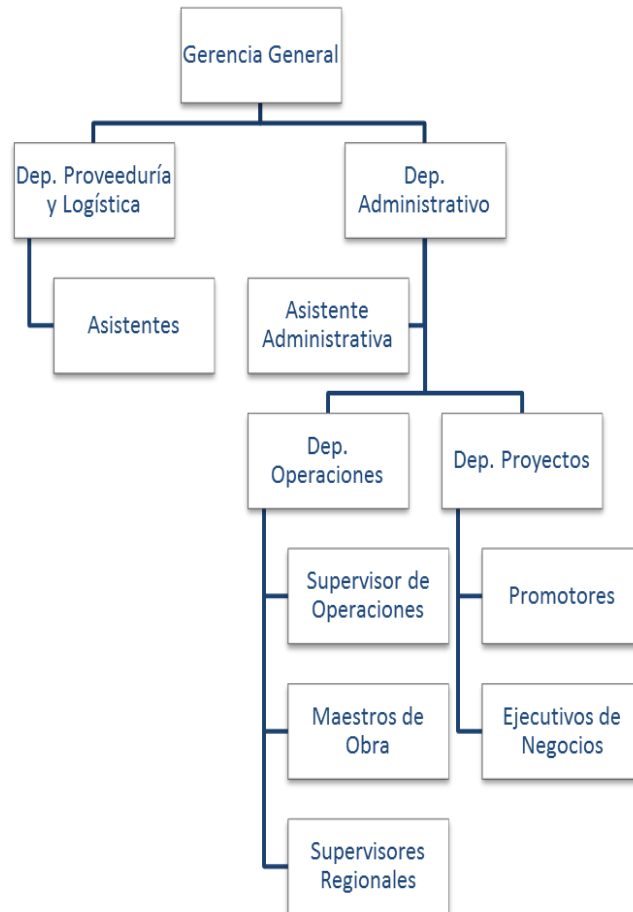 Gerencia General
Dep. Proveeduría
y Logística
Dep.
Administrativo
Asistentes
Asistente
Administrativa
Dep.
Operaciones
Dep. Proyectos
Supervisor de
Operaciones
Promotores
Maestros de
Obra
Ejecutivos de
Negocios
Supervisores
Regionales